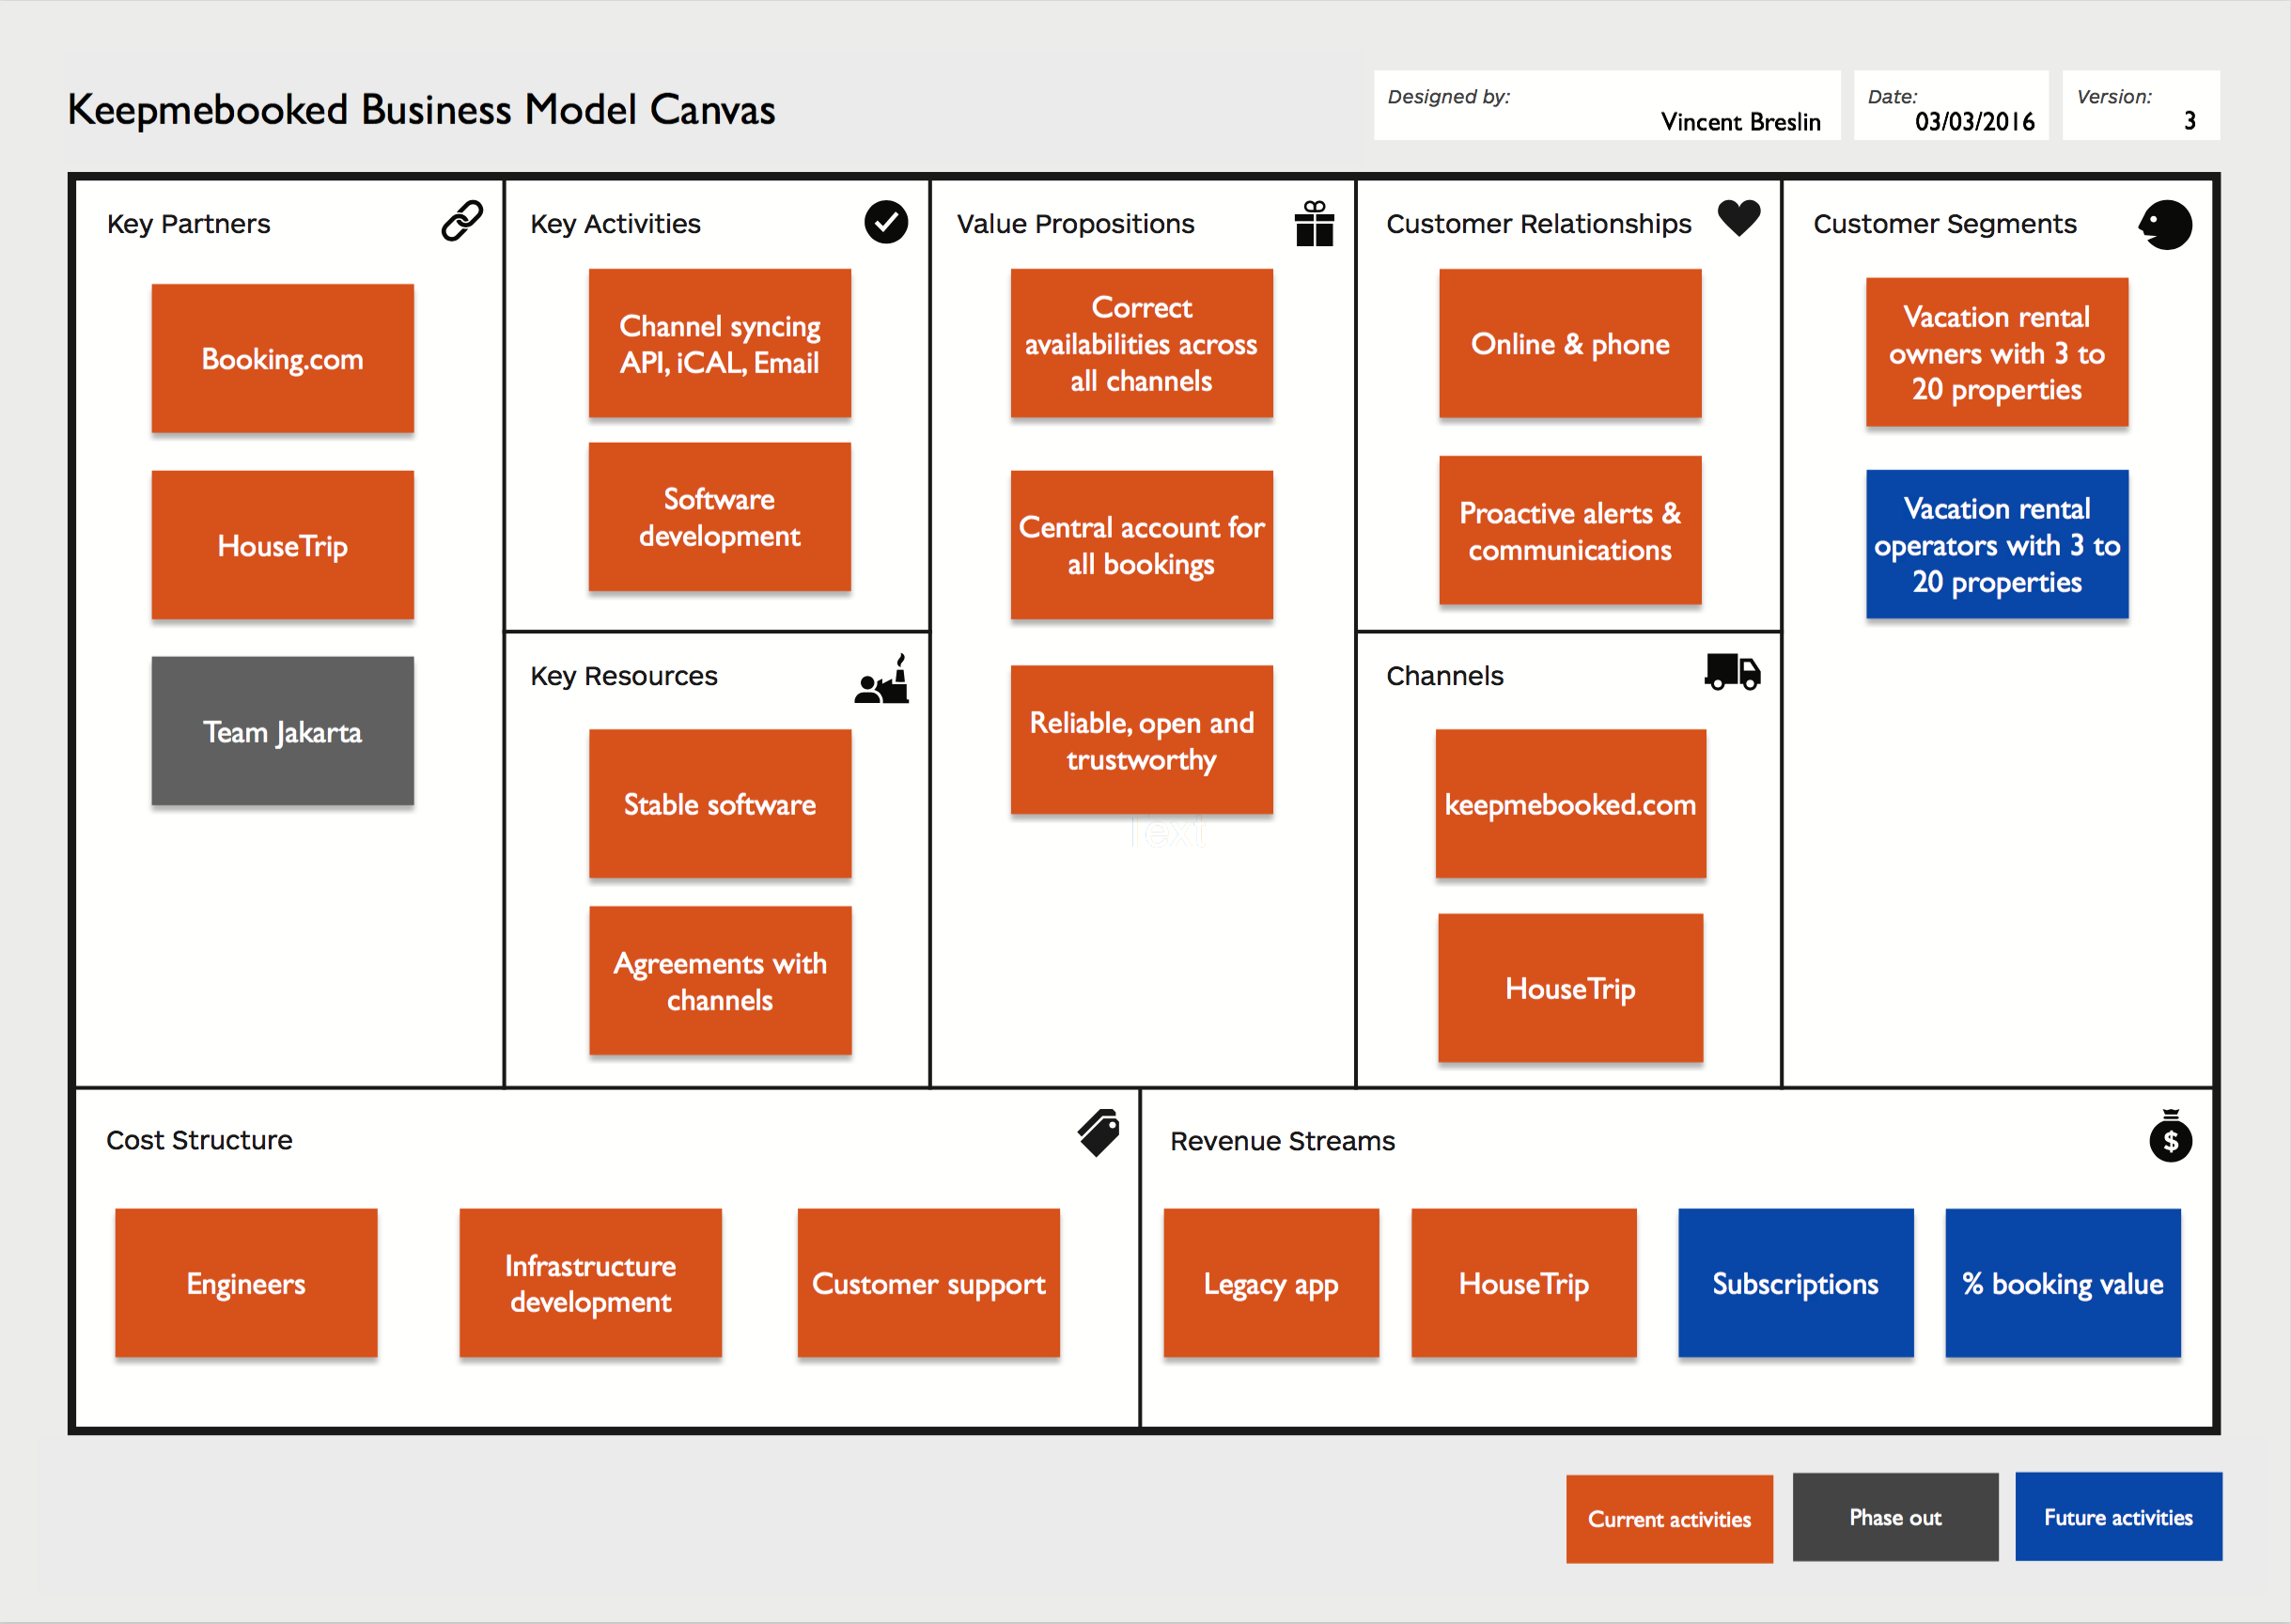 Keepmebooked Business Model Canvas
Designed by:
Vincent Breslin
Date:
03/03/2016
Version:
3
Key Partners
Booking.com
HouseTrip
Team Jakarta
Key Activities
Channel syncing
API, iCAL, Email
Software
development
Key Resources
Stable software
Agreements with
channels
Value Propositions
Correct
availabilities across
all channels
Central account for
all bookings
Reliable, open and
trustworthy
Text
Customer Relationships
Online & phone
Proactive alerts &
communications
Channels
keepmebooked.com
HouseTrip
Customer Segments
Vacation rental
owners with 3 to
20 properties
Vacation rental
operators with 3 to
20 properties
Cost Structure
Engineers
Infrastructure
development
Customer support
Revenue Streams
$
Legacy app
HouseTrip
Subscriptions
% booking value
Current activities
Phase out
Future activities